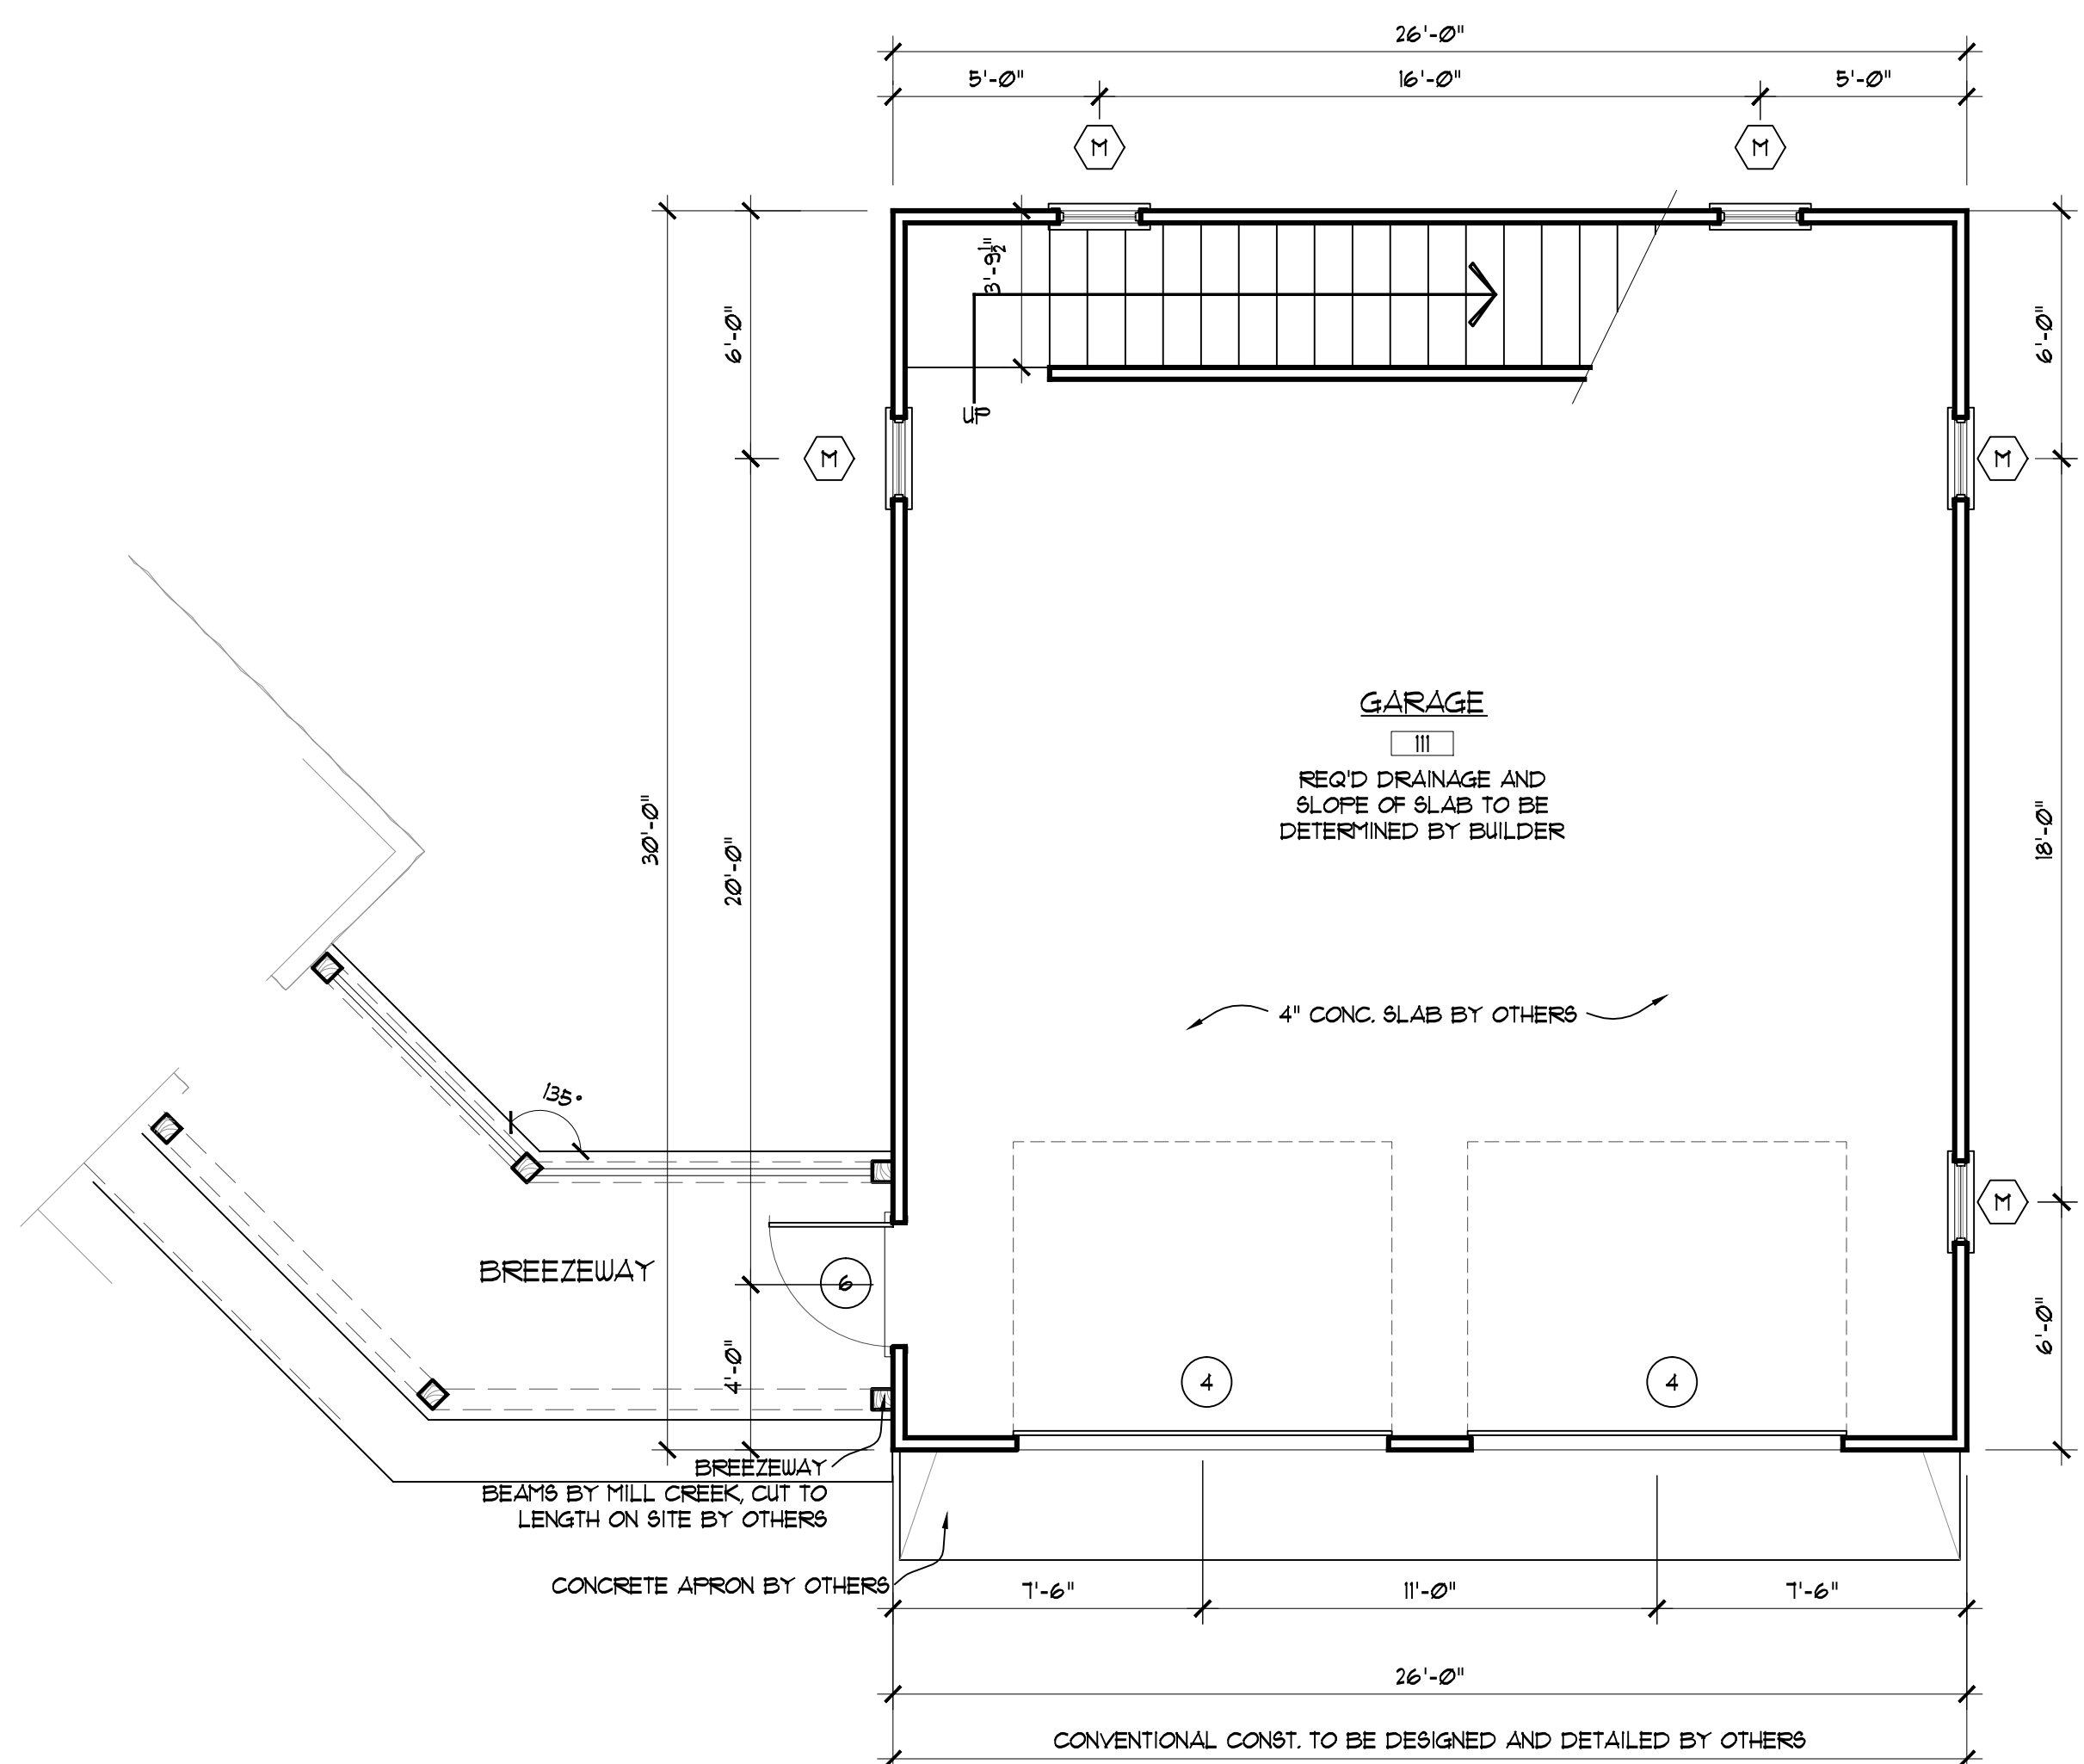 26'-0"
5'-0"
16'-0"
5'-0"
M
M
3'-9 1/2"
6'-0"
6'-0"
UP
M
M
GARAGE
111
REQ'D DRAINAGE AND
SLOPE OF SLAB TO BE
DETERMINED BY BUILDER
30'-0"
20'-0"
18'-0"
4" CONC. SLAB BY OTHERS
135°
M
BREEZEWAY
6
4'-0"
6'-0"
4
4
BREEZEWAY
BEAMS BY MILL CREEK, CUT TO
LENGTH ON SITE BY OTHERS
CONCRETE APRON BY OTHERS
7'-6"
11'-0"
7'-6"
26'-0"
CONVENTIONAL CONST. TO BE DESIGNED AND DETAILED BY OTHERS